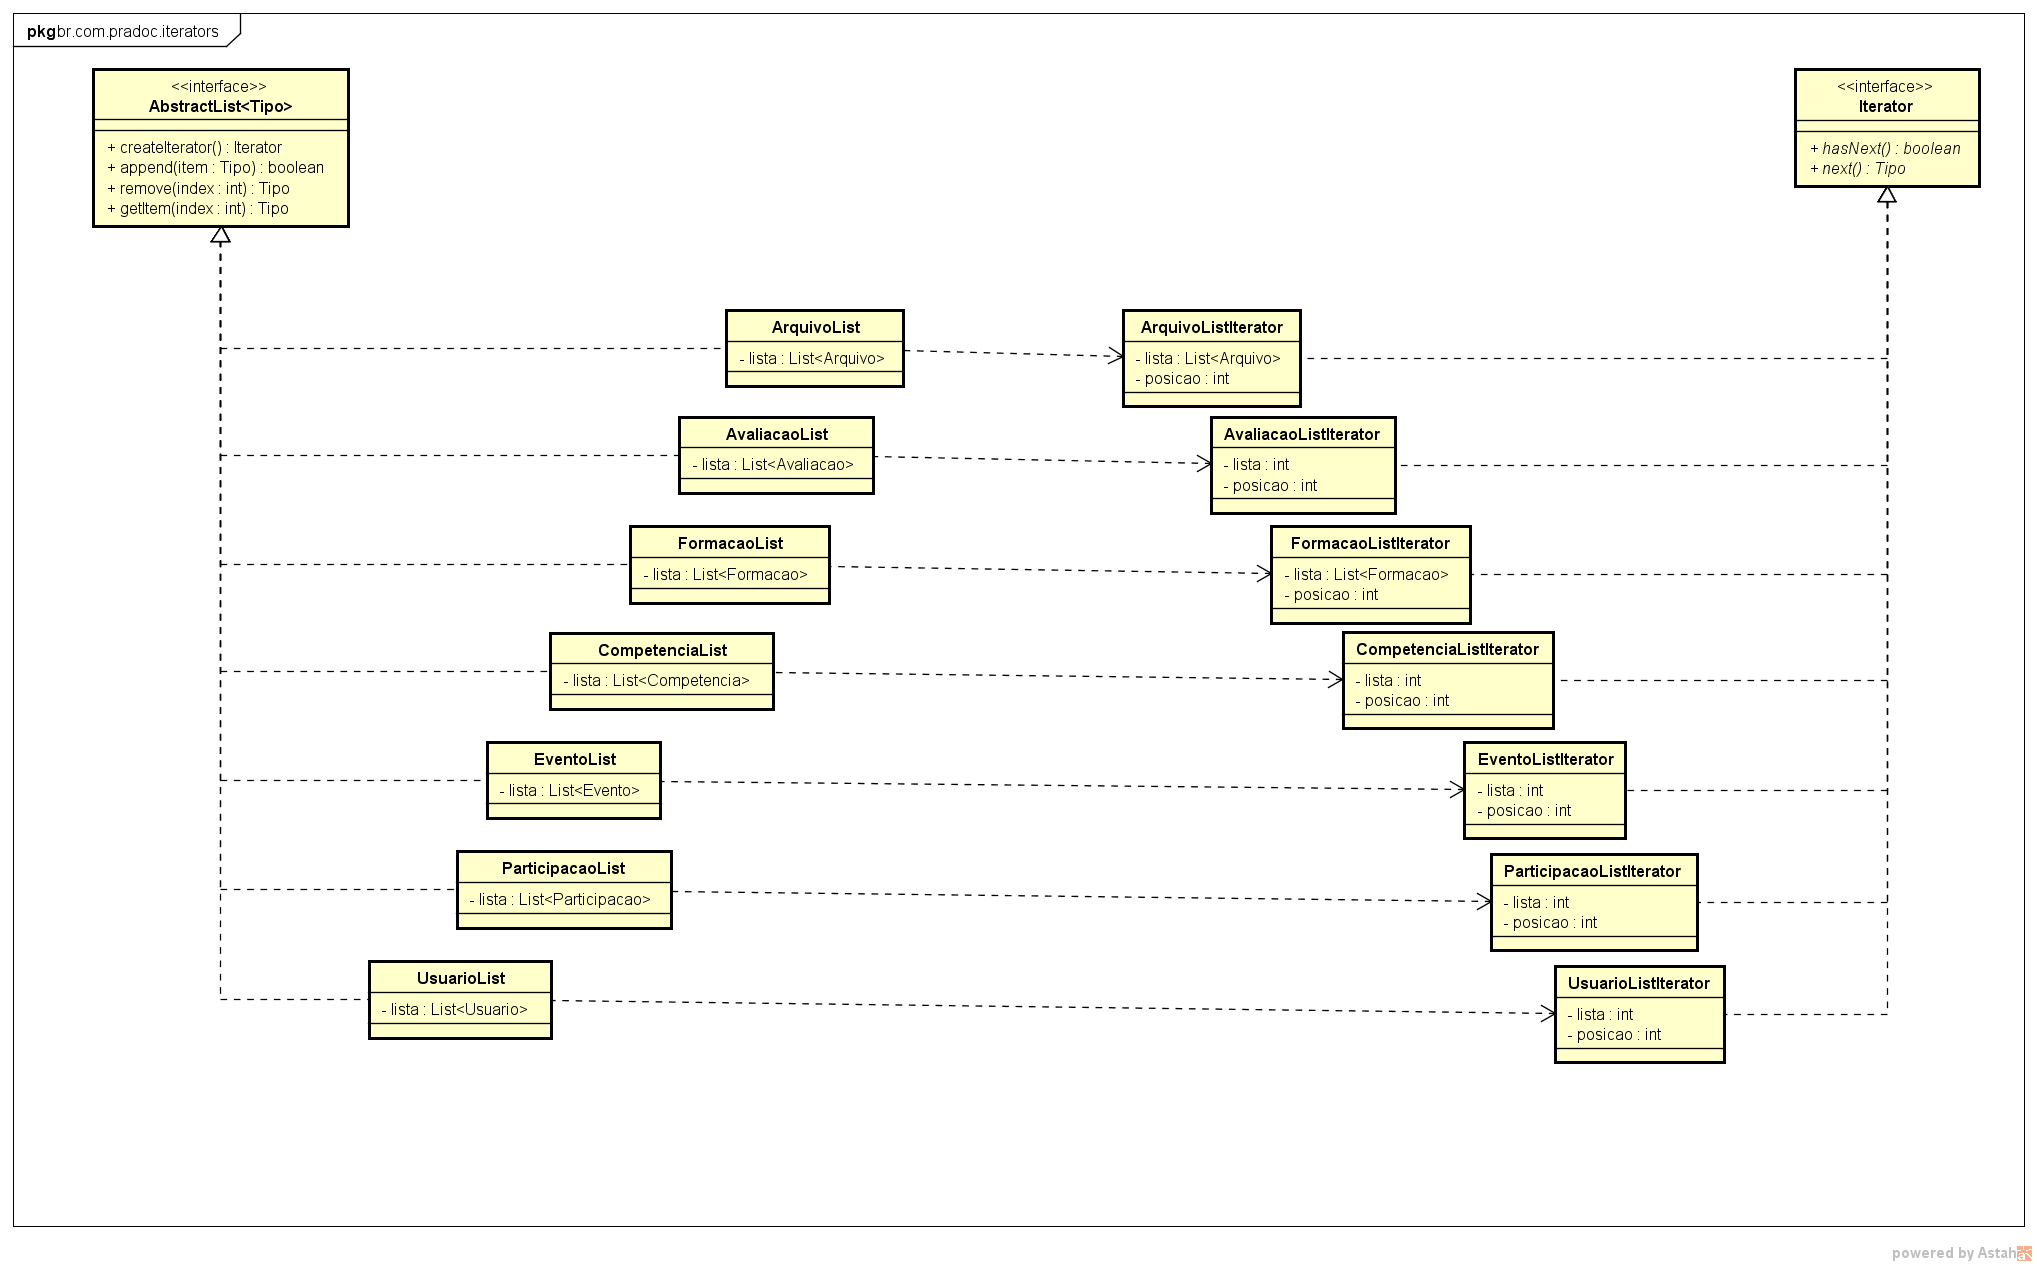 pkgbr.com.pradoc.iterators
<<interface>>
AbstractList<Tipo>
+ createIterator() : Iterator
+ append(item : Tipo) : boolean
+ remove(index : int) : Tipo
+ getItem(index : int) : Tipo
<<interface>>
Iterator
+ hasNext() : boolean
+ next() : Tipo
ArquivoList
- lista : List<Arquivo>
ArquivoListIterator
- lista : List<Arquivo>
- posicao : int
AvaliacaoList
- lista : List<Avaliacao>
AvaliacaoListIterator
- lista : int
- posicao : int
FormacaoList
- lista : List<Formacao>
FormacaoListIterator
- lista : List<Formacao>
- posicao : int
CompetenciaList
- lista : List<Competencia>
CompetenciaListIterator
- lista : int
- posicao : int
EventoList
- lista : List<Evento>
EventoListIterator
- lista : int
- posicao : int
ParticipacaoList
- lista : List<Participacao>
ParticipacaoListIterator
- lista : int
- posicao : int
UsuarioList
- lista : List<Usuario>
UsuarioListIterator
- lista : int
- posicao : int
powered by Astah